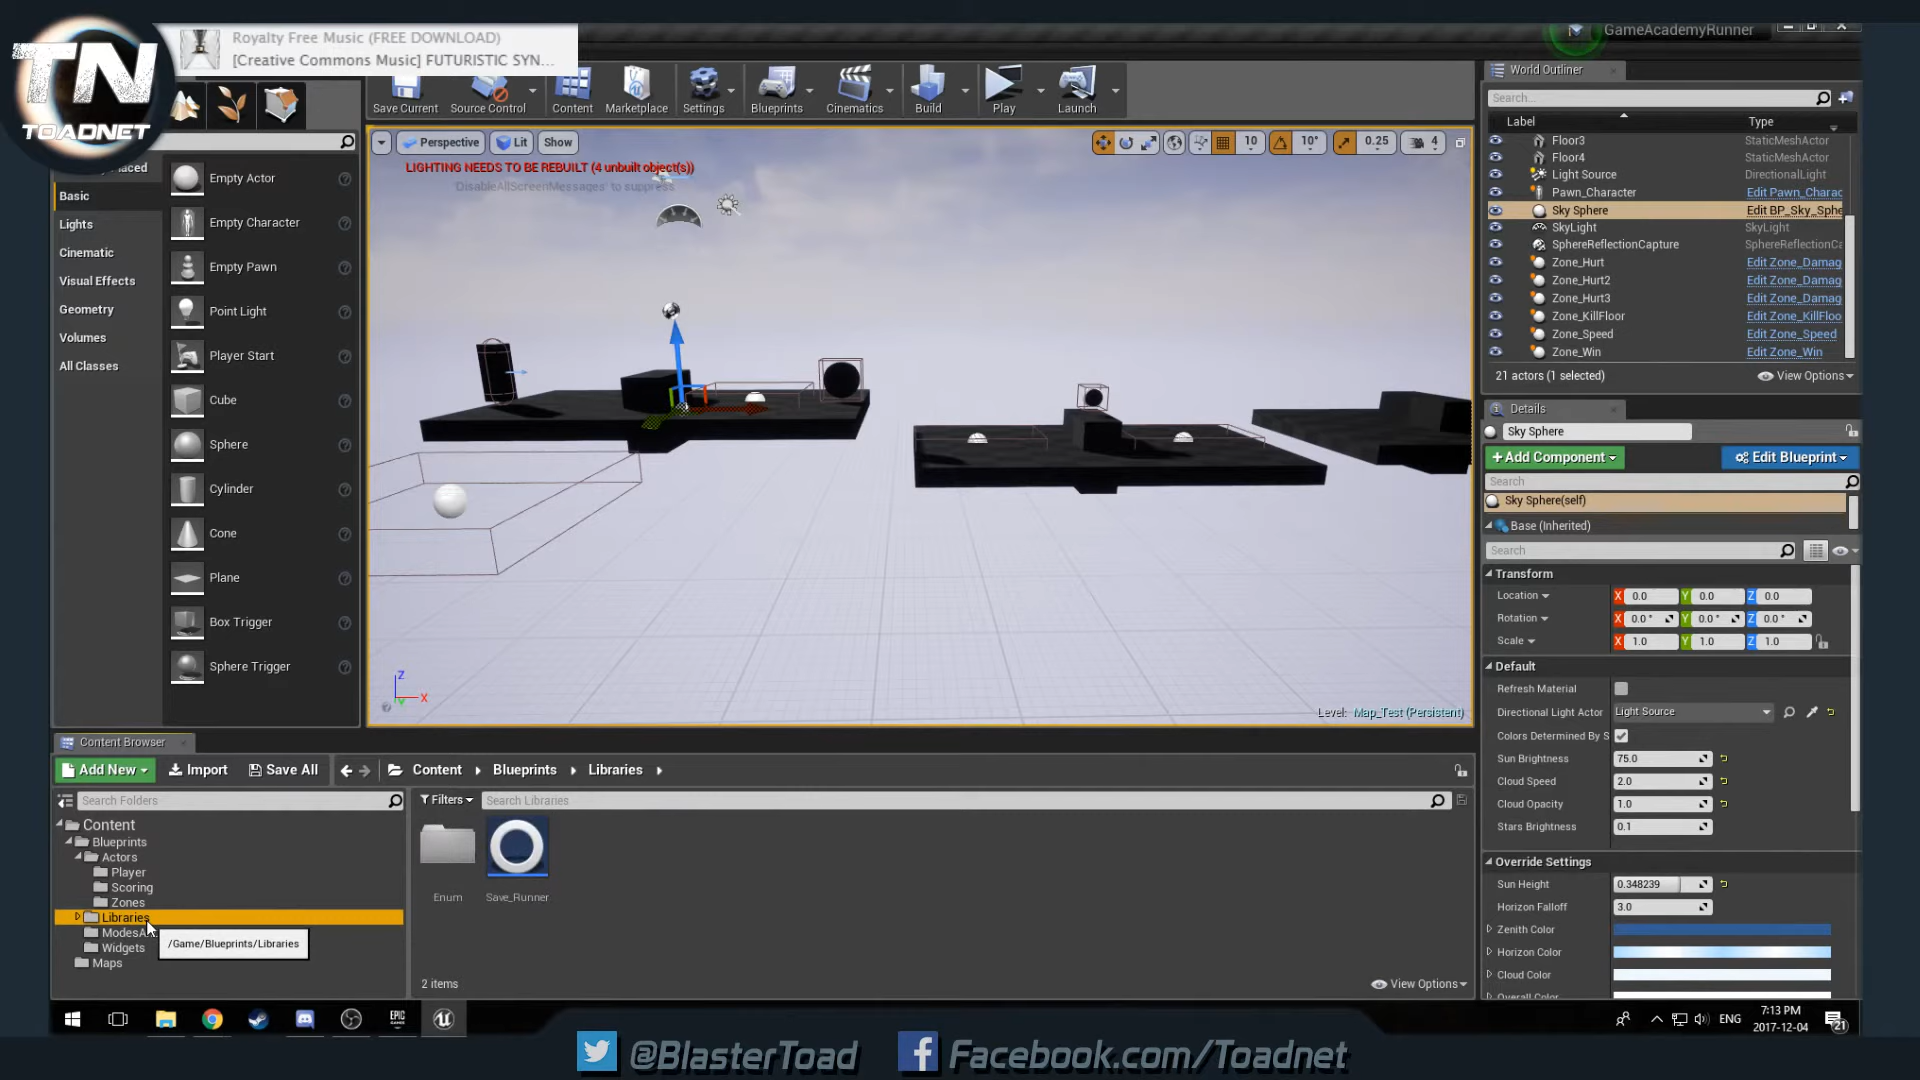 TN
TOADNET
Royalty Free Music (FREE DOWNLOAD)
[Creative Commons Music] FUTURISTIC SYN...
GameAcademyRunner
Save Current
Source Control
Content
Marketplace
Settings
Blueprints
Cinematics
Build
Play
Launch
Basic
Lights
Cinematic
Visual Effects
Geometry
Volumes
All Classes
Empty Actor
Empty Character
Empty Pawn
Point Light
Player Start
Cube
Sphere
Cylinder
Cone
Plane
Box Trigger
Sphere Trigger
Perspective
Lit
Show
10
10°
0.25
4
LIGHTING NEEDS TO BE REBUILT (4 unbuilt object(s))
'DisableAllScreenMessages' to suppress
Z
X
Y
Level: Map_Test (Persistent)
World Outliner
Search...
Label
Type
Floor3
StaticMeshActor
Floor4
StaticMeshActor
Light Source
DirectionalLight
Pawn_Character
Edit Pawn_Charac
Sky Sphere
Edit BP_Sky_Sphe
SkyLight
SkyLight
SphereReflectionCapture
SphereReflectionCa
Zone_Hurt
Edit Zone_Damag
Zone_Hurt2
Edit Zone_Damag
Zone_Hurt3
Edit Zone_Damag
Zone_KillFloor
Edit Zone_KillFloo
Zone_Speed
Edit Zone_Speed
Zone_Win
Edit Zone_Win
21 actors (1 selected)
View Options
Details
Sky Sphere
+Add Component
Edit Blueprint
Search
Sky Sphere(self)
Base (Inherited)
Search
Transform
Location
X 0.0 Y 0.0 Z 0.0
Rotation
X 0.0 ° Y 0.0 ° Z 0.0 °
Scale
X 1.0 Y 1.0 Z 1.0
Default
Refresh Material
Directional Light Actor
Light Source
Colors Determined By S
Sun Brightness
75.0
Cloud Speed
2.0
Cloud Opacity
1.0
Stars Brightness
0.1
Override Settings
Sun Height
0.348239
Horizon Falloff
3.0
Zenith Color
Horizon Color
Cloud Color
Overall Color
Content Browser
Add New
Import
Save All
Content
Blueprints
Libraries
Search Folders
Filters
Search Libraries
Content
Blueprints
Actors
Player
Scoring
Zones
Libraries
Widgets
Maps
/Game/Blueprints/Libraries
Enum
Save_Runner
2 items
View Options
EPIC
GAMES
ENG
7:13 PM
2017-12-04
21
@BlasterToad
Facebook.com/Toadnet